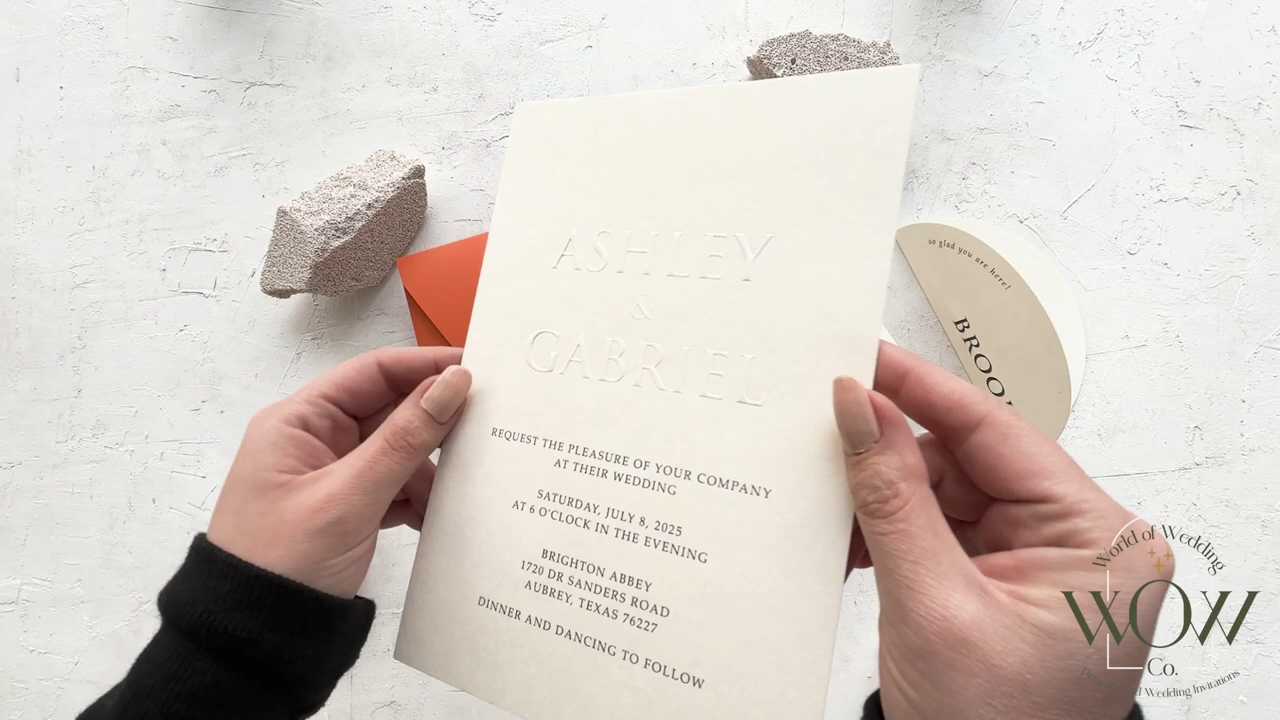 ASHLEY
&
GABRIEL
REQUEST THE PLEASURE OF YOUR COMPANY
AT THEIR WEDDING
SATURDAY, JULY 8, 2025
AT 6 O'CLOCK IN THE EVENING
BRIGHTON ABBEY
1720 DR SANDERS ROAD
AUBREY, TEXAS 76227
DINNER AND DANCING TO FOLLOW
so glad you are here!
World of Wedding
WOW
Co.
Wedding Invitations